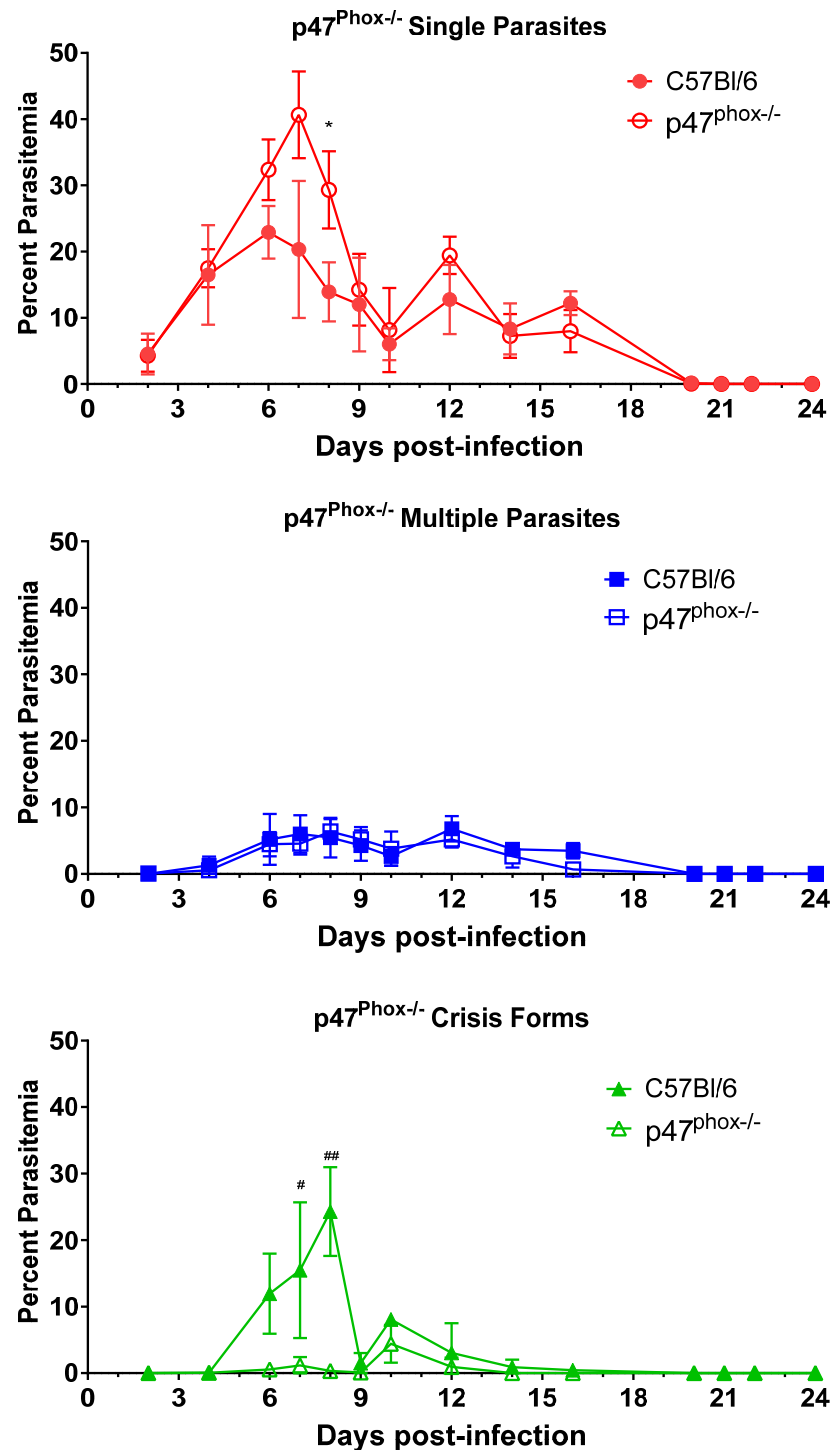 p47Phox-/- Single Parasites
50
40
30
20
10
0
Percent Parasitemia
C57Bl/6
p47phox-/-
*
0 3 6 9 12 15 18 21 24
Days post-infection
p47Phox-/- Multiple Parasites
50
40
30
20
10
0
Percent Parasitemia
C57Bl/6
p47phox-/-
0 3 6 9 12 15 18 21 24
Days post-infection
p47Phox-/- Crisis Forms
50
40
30
20
10
0
Percent Parasitemia
C57Bl/6
p47phox-/-
# ##
0 3 6 9 12 15 18 21 24
Days post-infection